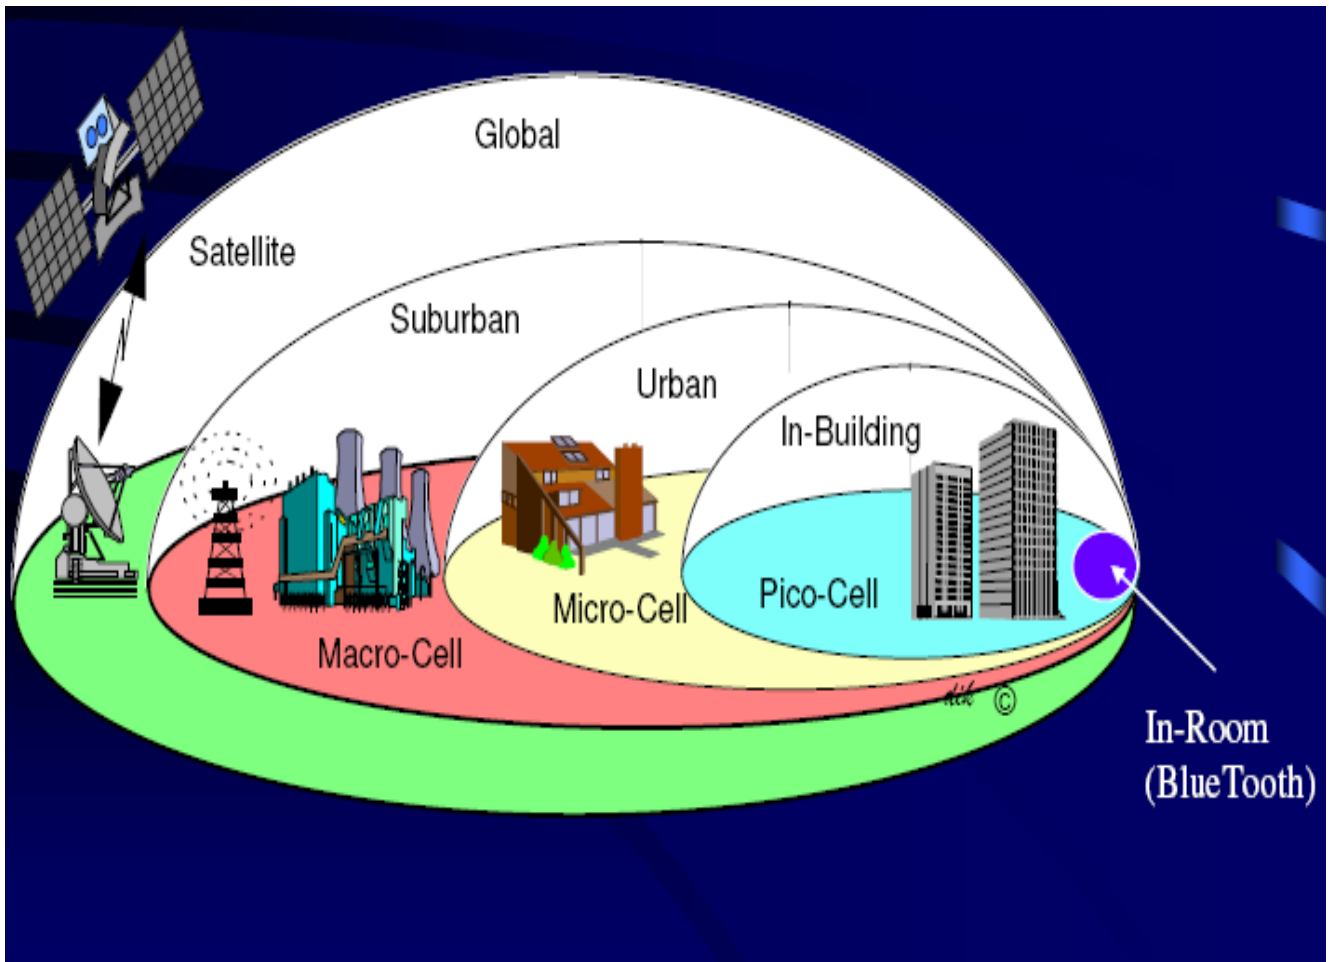 Global
Satellite
Suburban
Urban
In-Building
Pico-Cell
Micro-Cell
Macro-Cell
©
In-Room
(BlueTooth)